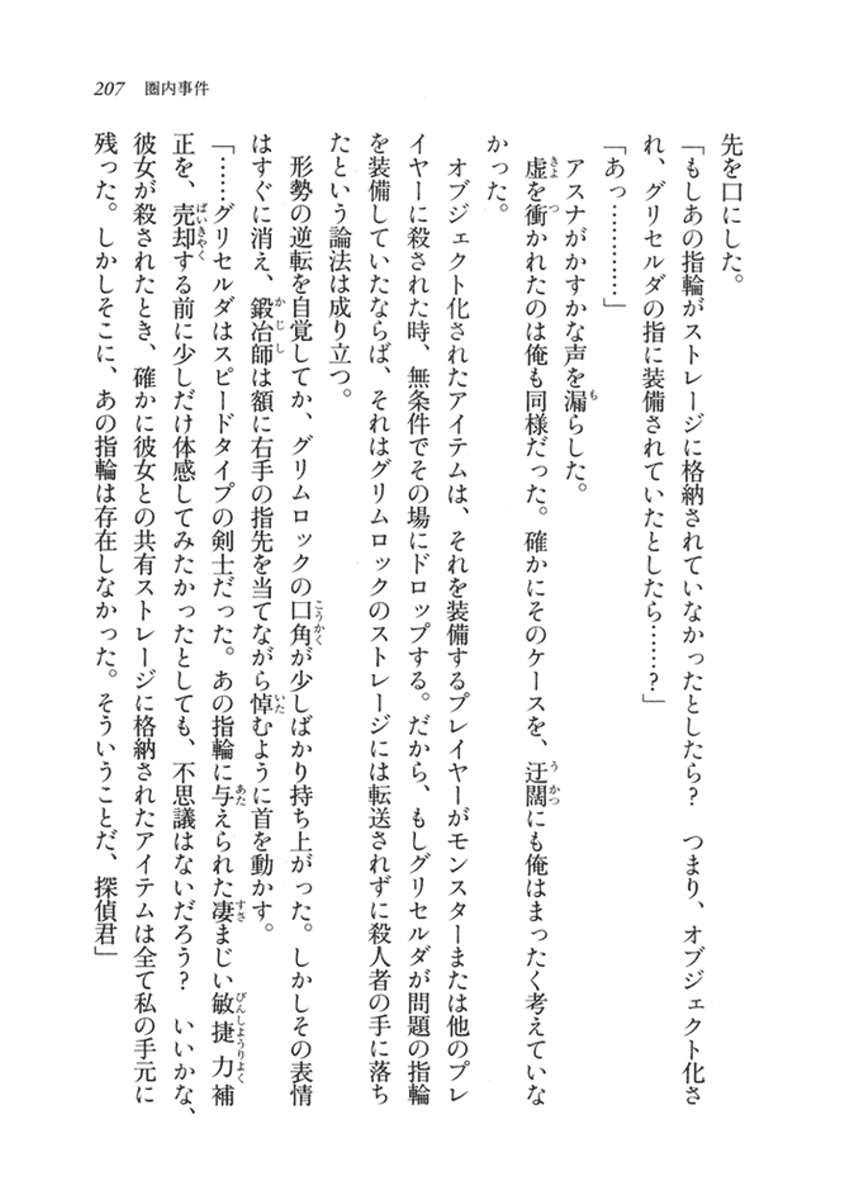 207 圏内事件
先を口にした。
「もしあの指輪がストレージに格納されていなかったとしたら? つまり、オブジェクト化さ
れ、グリセルダの指に装備されていたとしたら……?」
「あっ…………」
アスナがかすかな声を漏らした。
虚を衝かれたのは俺も同様だった。確かにそのケースを、迂闊にも俺はまったく考えていな
かった。
オブジェクト化されたアイテムは、それを装備するプレイヤーがモンスターまたは他のプレ
イヤーに殺された時、無条件でその場にドロップする。だから、もしグリセルダが問題の指輪
を装備していたならば、それはグリムロックのストレージには転送されずに殺人者の手に落ち
たという論法は成り立つ。
形勢の逆転を自覚してか、グリムロックの口角が少しばかり持ち上がった。しかしその表情
はすぐに消え、鍛冶師は額に右手の指先を当てながら悼むように首を動かす。
「……グリセルダはスピードタイプの剣士だった。あの指輪に与えられた凄まじい敏捷力補
正を、売却する前に少しだけ体感してみたかったとしても、不思議はないだろう? いいかな、
彼女が殺されたとき、確かに彼女との共有ストレージに格納されたアイテムは全て私の手元に
残った。しかしそこに、あの指輪は存在しなかった。そういうことだ、探偵君」